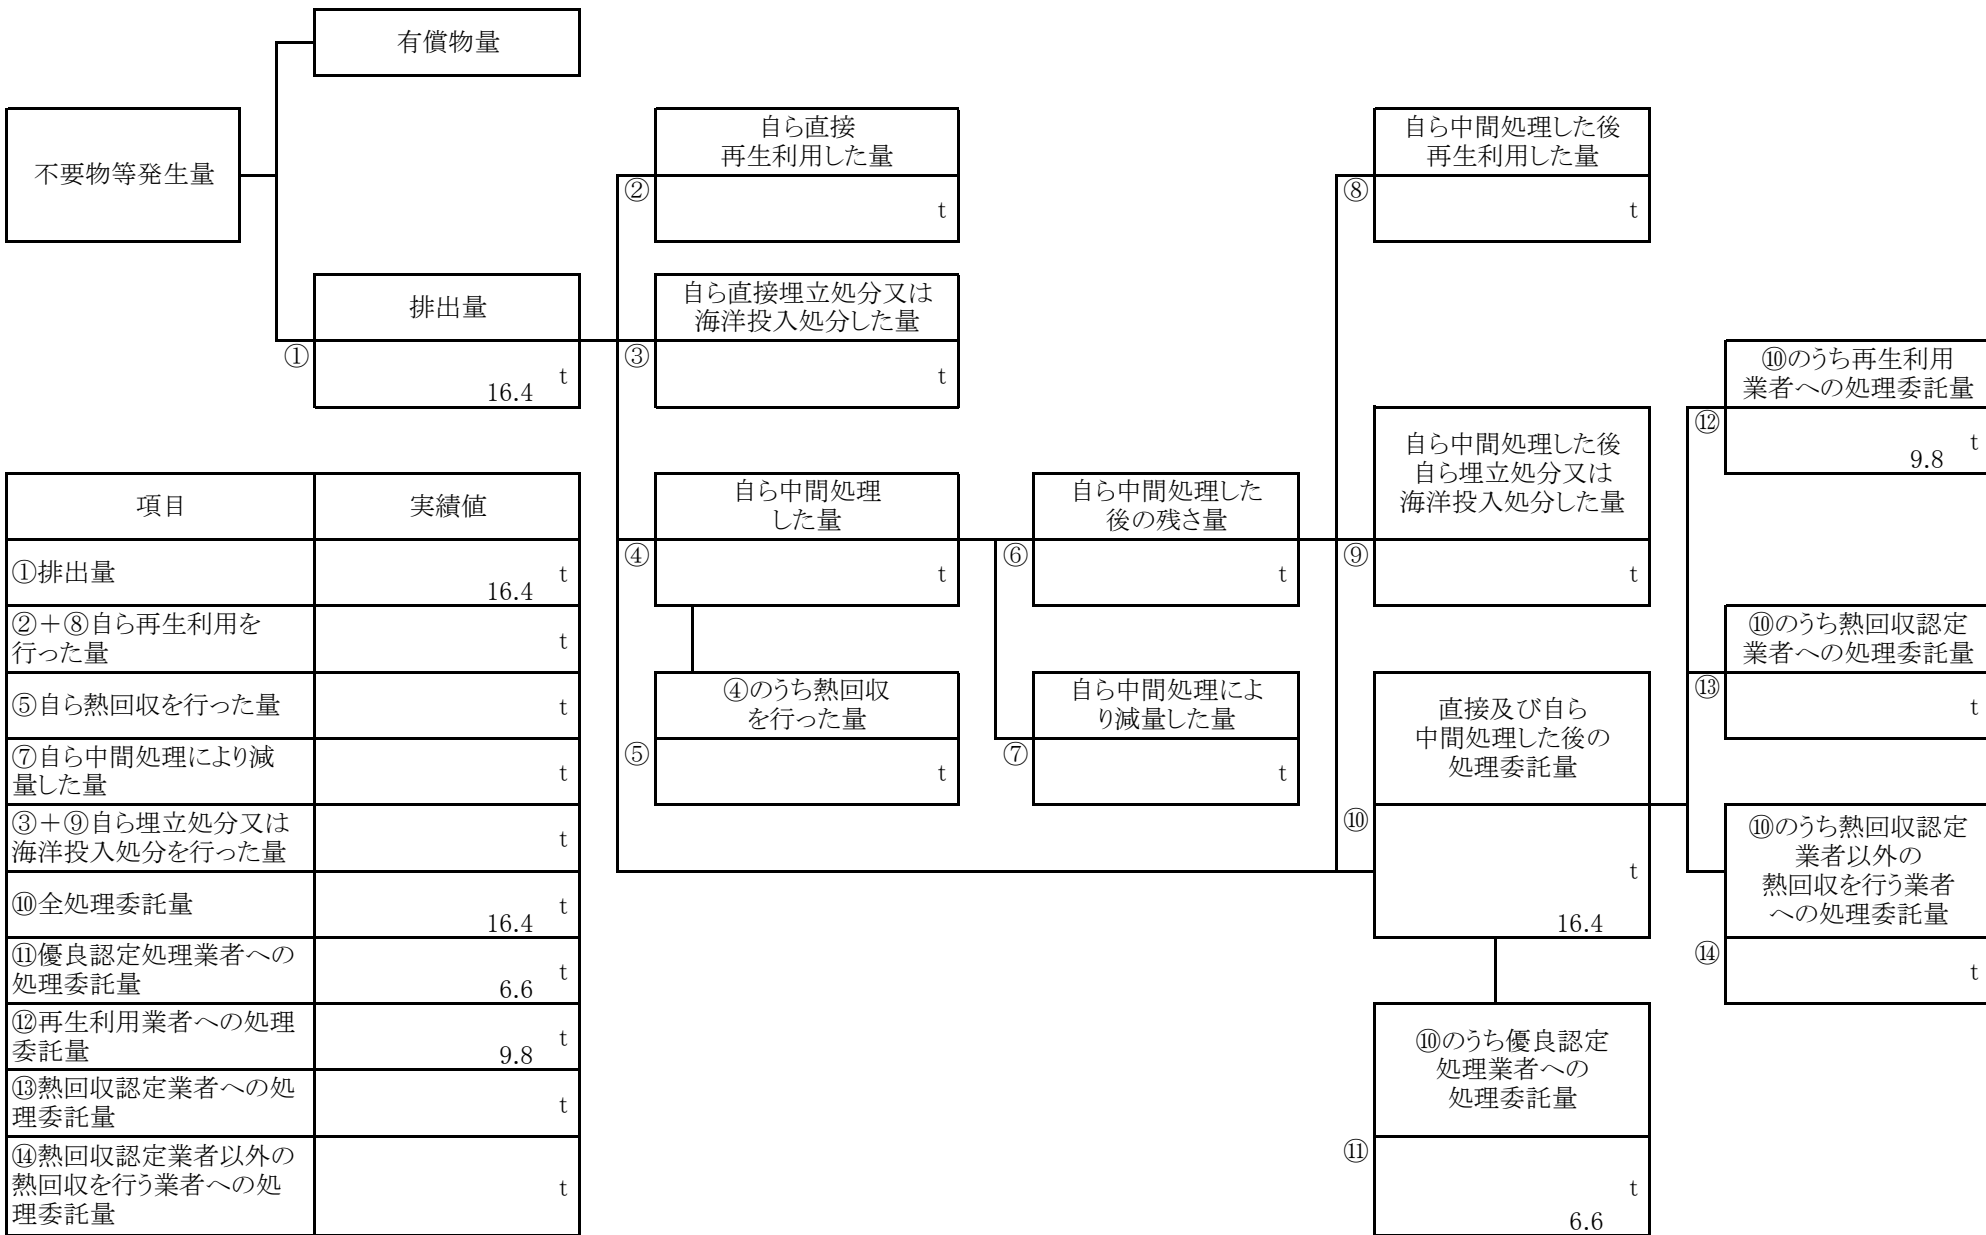 有償物量
不要物等発生量
排出量
①
t
16.4
自ら直接
再生利用した量
②
t
自ら直接埋立処分又は
海洋投入処分した量
③
t
自ら中間処理
した量
④
t
④のうち熱回収
を行った量
⑤
t
自ら中間処理した
後の残さ量
⑥
t
自ら中間処理によ
り減量した量
⑦
t
自ら中間処理した後
再生利用した量
⑧
t
自ら中間処理した後
自ら埋立処分又は
海洋投入処分した量
⑨
t
直接及び自ら
中間処理した後の
処理委託量
⑩
t
16.4
⑩のうち優良認定
処理業者への
処理委託量
⑪
t
6.6
⑩のうち再生利用
業者への処理委託量
⑫
t
9.8
⑩のうち熱回収認定
業者への処理委託量
⑬
t
⑩のうち熱回収認定
業者以外の
熱回収を行う業者
への処理委託量
⑭
t
項目 実績値
①排出量 t
16.4
②＋⑧自ら再生利用を
行った量 t
⑤自ら熱回収を行った量 t
⑦自ら中間処理により減
量した量 t
③＋⑨自ら埋立処分又は
海洋投入処分を行った量 t
⑩全処理委託量 t
16.4
⑪優良認定処理業者への
処理委託量 t
6.6
⑫再生利用業者への処理
委託量 t
9.8
⑬熱回収認定業者への処
理委託量 t
⑭熱回収認定業者以外の
熱回収を行う業者への処
理委託量 t